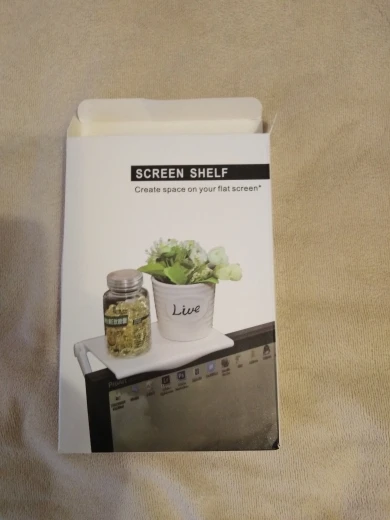 SCREEN SHELF
Create space on your flat screen*
Live